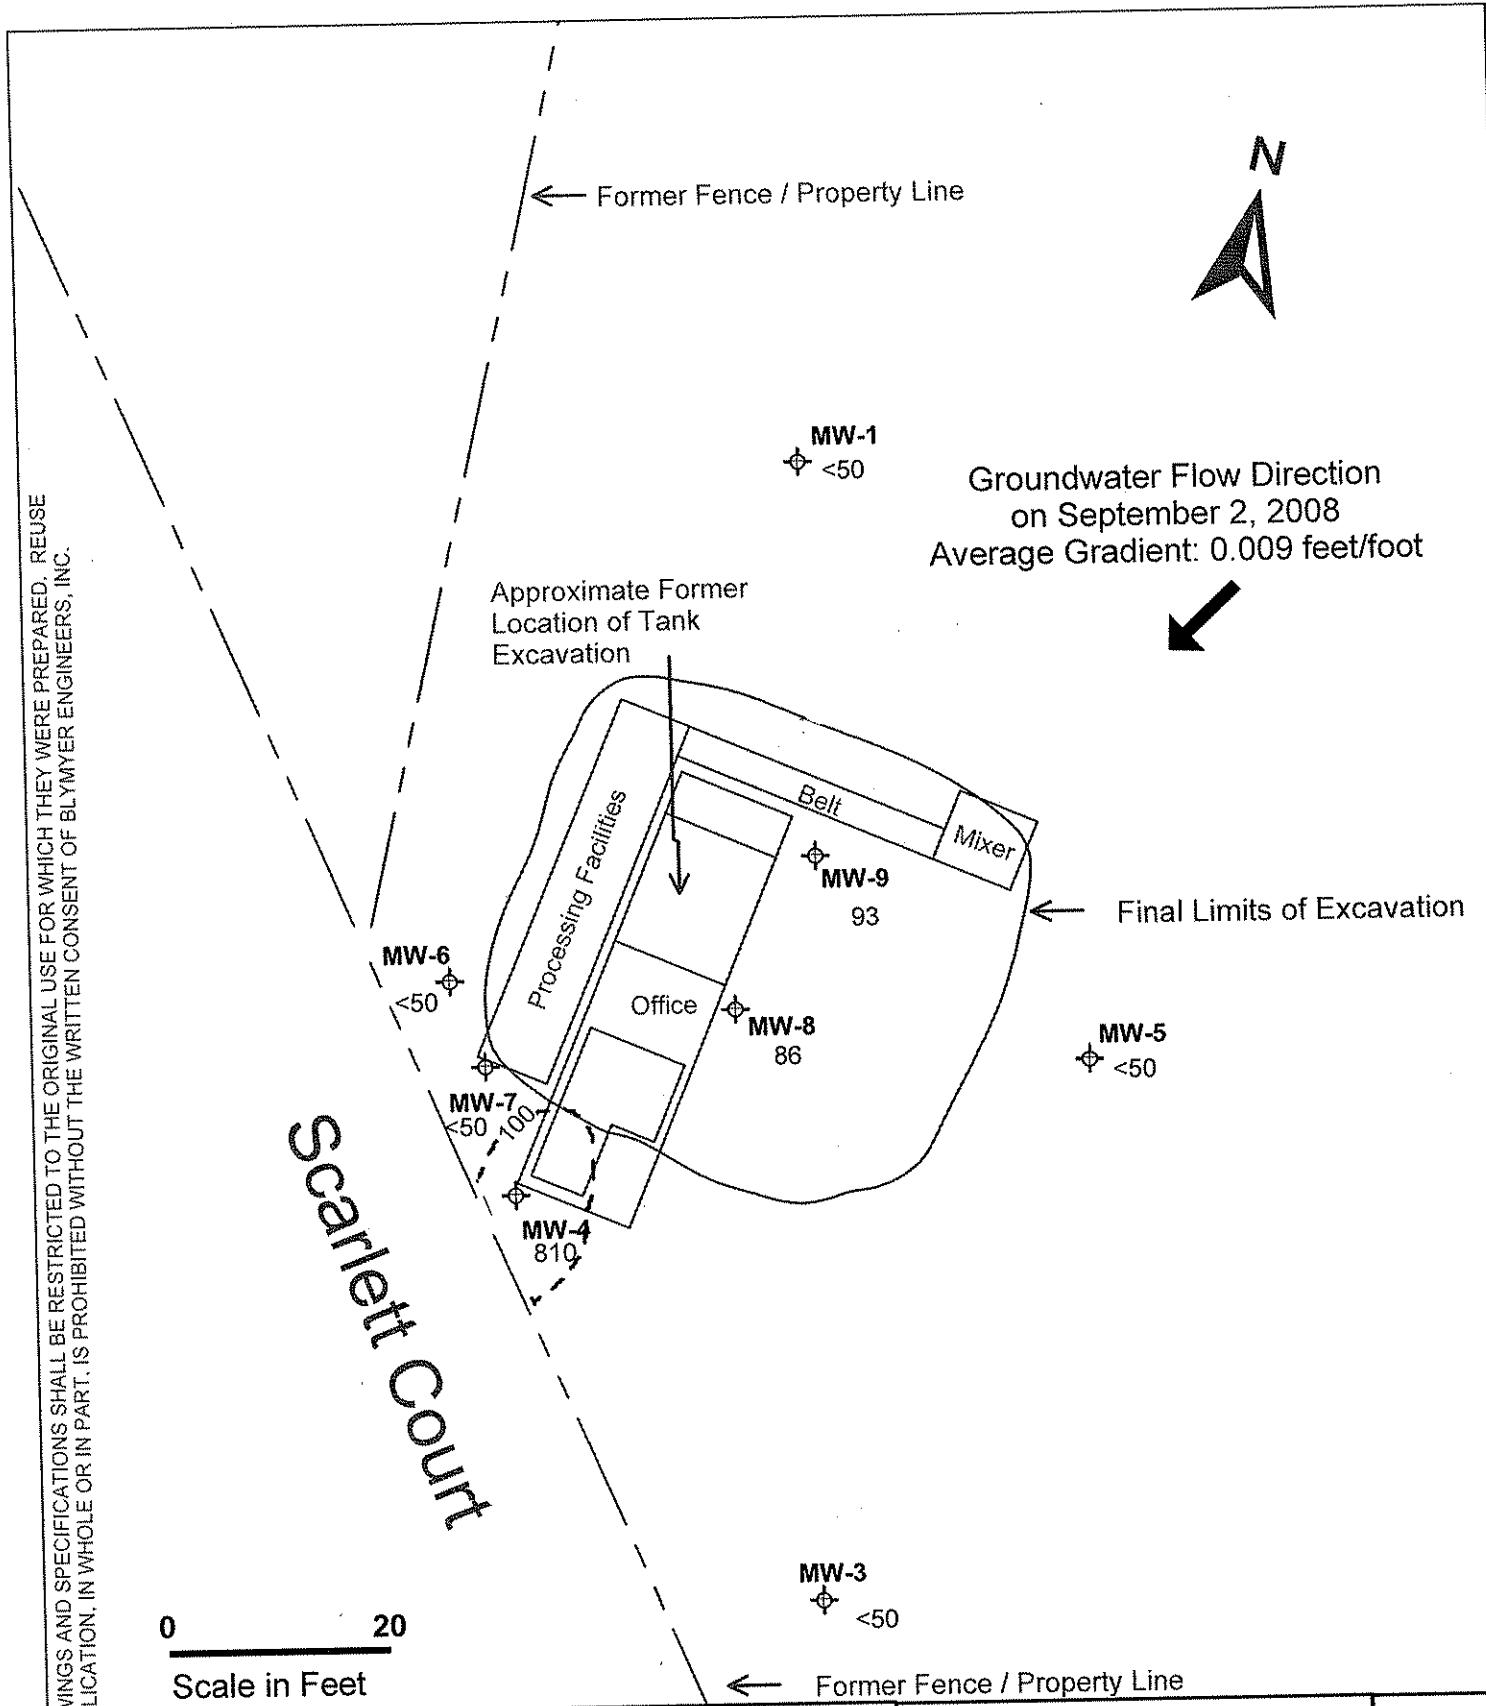 N
Former Fence / Property Line
MW-1
<50
Groundwater Flow Direction
on September 2, 2008
Average Gradient: 0.009 feet/foot
Approximate Former
Location of Tank
Excavation
Belt
Mixer
Processing Facilities
MW-9
93
Final Limits of Excavation
MW-6
<50
Office
MW-8
86
MW-5
<50
MW-7
<50
100
MW-4
810
Scarlett Court
MW-3
<50
0 20
Scale in Feet
Former Fence / Property Line
WINGS AND SPECIFICATIONS SHALL BE RESTRICTED TO THE ORIGINAL USE FOR WHICH THEY WERE PREPARED. REUSE
LICATION, IN WHOLE OR IN PART, IS PROHIBITED WITHOUT THE WRITTEN CONSENT OF BLYMYER ENGINEERS, INC.